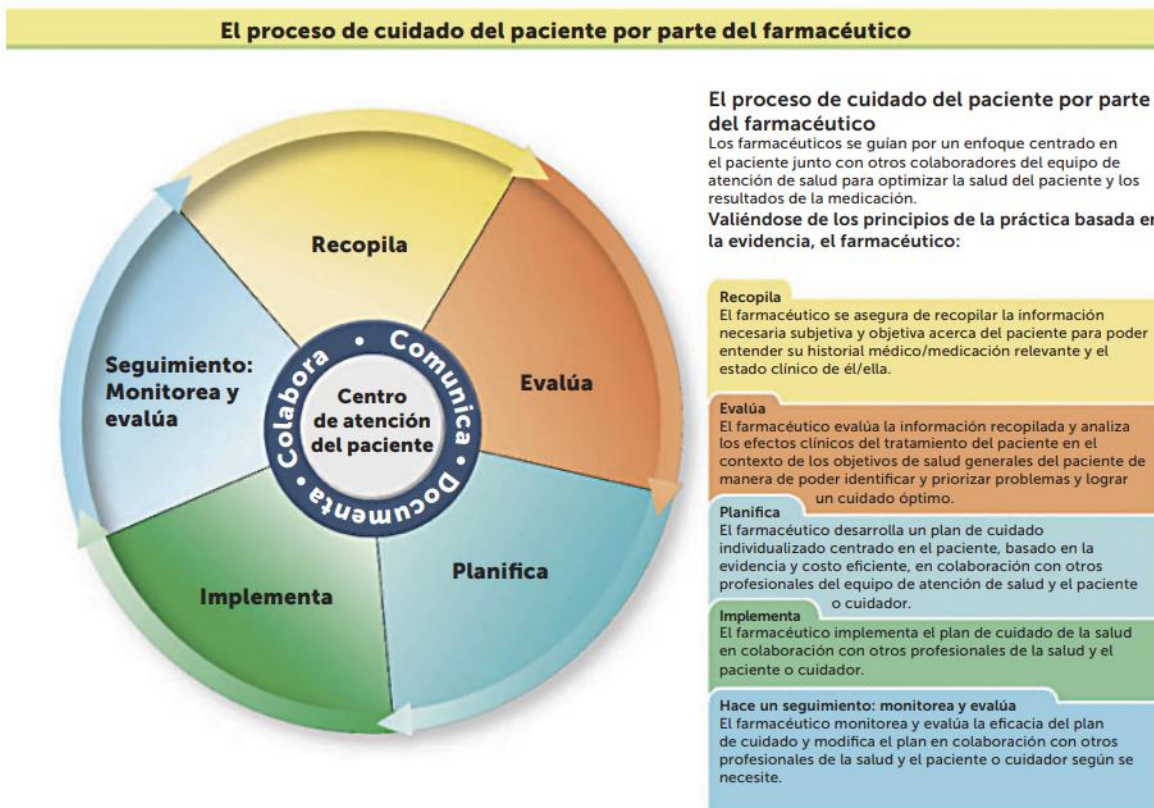 El proceso de cuidado del paciente por parte del farmacéutico
Recopila
Evalúa
Planifica
Implementa
Seguimiento:
Monitorea y
evalúa
Colabora • Comunica • Documenta •
Centro
de atención
del paciente
El proceso de cuidado del paciente por parte
del farmacéutico
Los farmacéuticos se guían por un enfoque centrado en
el paciente junto con otros colaboradores del equipo de
atención de salud para optimizar la salud del paciente y los
resultados de la medicación.
Valiéndose de los principios de la práctica basada en
la evidencia, el farmacéutico:
Recopila
El farmacéutico se asegura de recopilar la información
necesaria subjetiva y objetiva acerca del paciente para poder
entender su historial médico/medicación relevante y el
estado clínico de él/ella.
Evalúa
El farmacéutico evalúa la información recopilada y analiza
los efectos clínicos del tratamiento del paciente en el
contexto de los objetivos de salud generales del paciente de
manera de poder identificar y priorizar problemas y lograr
un cuidado óptimo.
Planifica
El farmacéutico desarrolla un plan de cuidado
individualizado centrado en el paciente, basado en la
evidencia y costo eficiente, en colaboración con otros
profesionales del equipo de atención de salud y el paciente
o cuidador.
Implementa
El farmacéutico implementa el plan de cuidado de la salud
en colaboración con otros profesionales de la salud y el
paciente o cuidador.
Hace un seguimiento: monitorea y evalúa
El farmacéutico monitorea y evalúa la eficacia del plan
de cuidado y modifica el plan en colaboración con otros
profesionales de la salud y el paciente o cuidador según se
necesite.